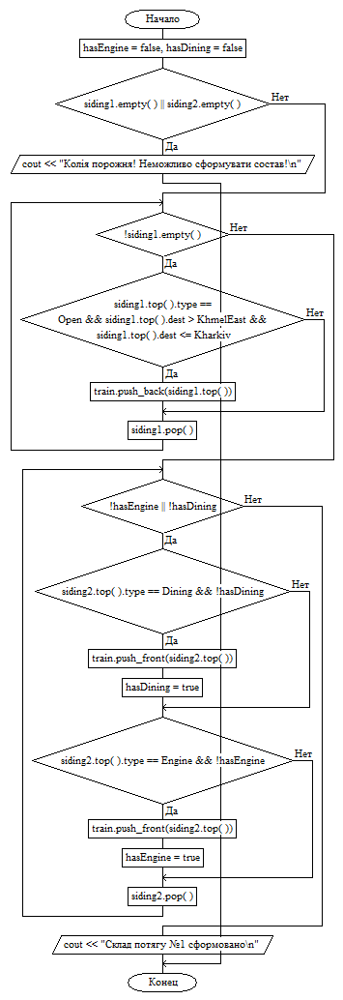 Начало
hasEngine = false, hasDining = false
siding1.empty( ) || siding2.empty( )
Нет
Да
cout << "Колія порожня! Неможливо сформувати состав!\n"
!siding1.empty( )
Нет
Да
siding1.top( ).type ==
Open && siding1.top( ).dest > KhmelEast &&
siding1.top( ).dest <= Kharkiv
Нет
Да
train.push_back(siding1.top( ))
siding1.pop( )
!hasEngine || !hasDining
Нет
Да
siding2.top( ).type == Dining && !hasDining
Нет
Да
train.push_front(siding2.top( ))
hasDining = true
siding2.top( ).type == Engine && !hasEngine
Нет
Да
train.push_front(siding2.top( ))
hasEngine = true
siding2.pop( )
cout << "Склад потягу №1 сформовано\n"
Конец